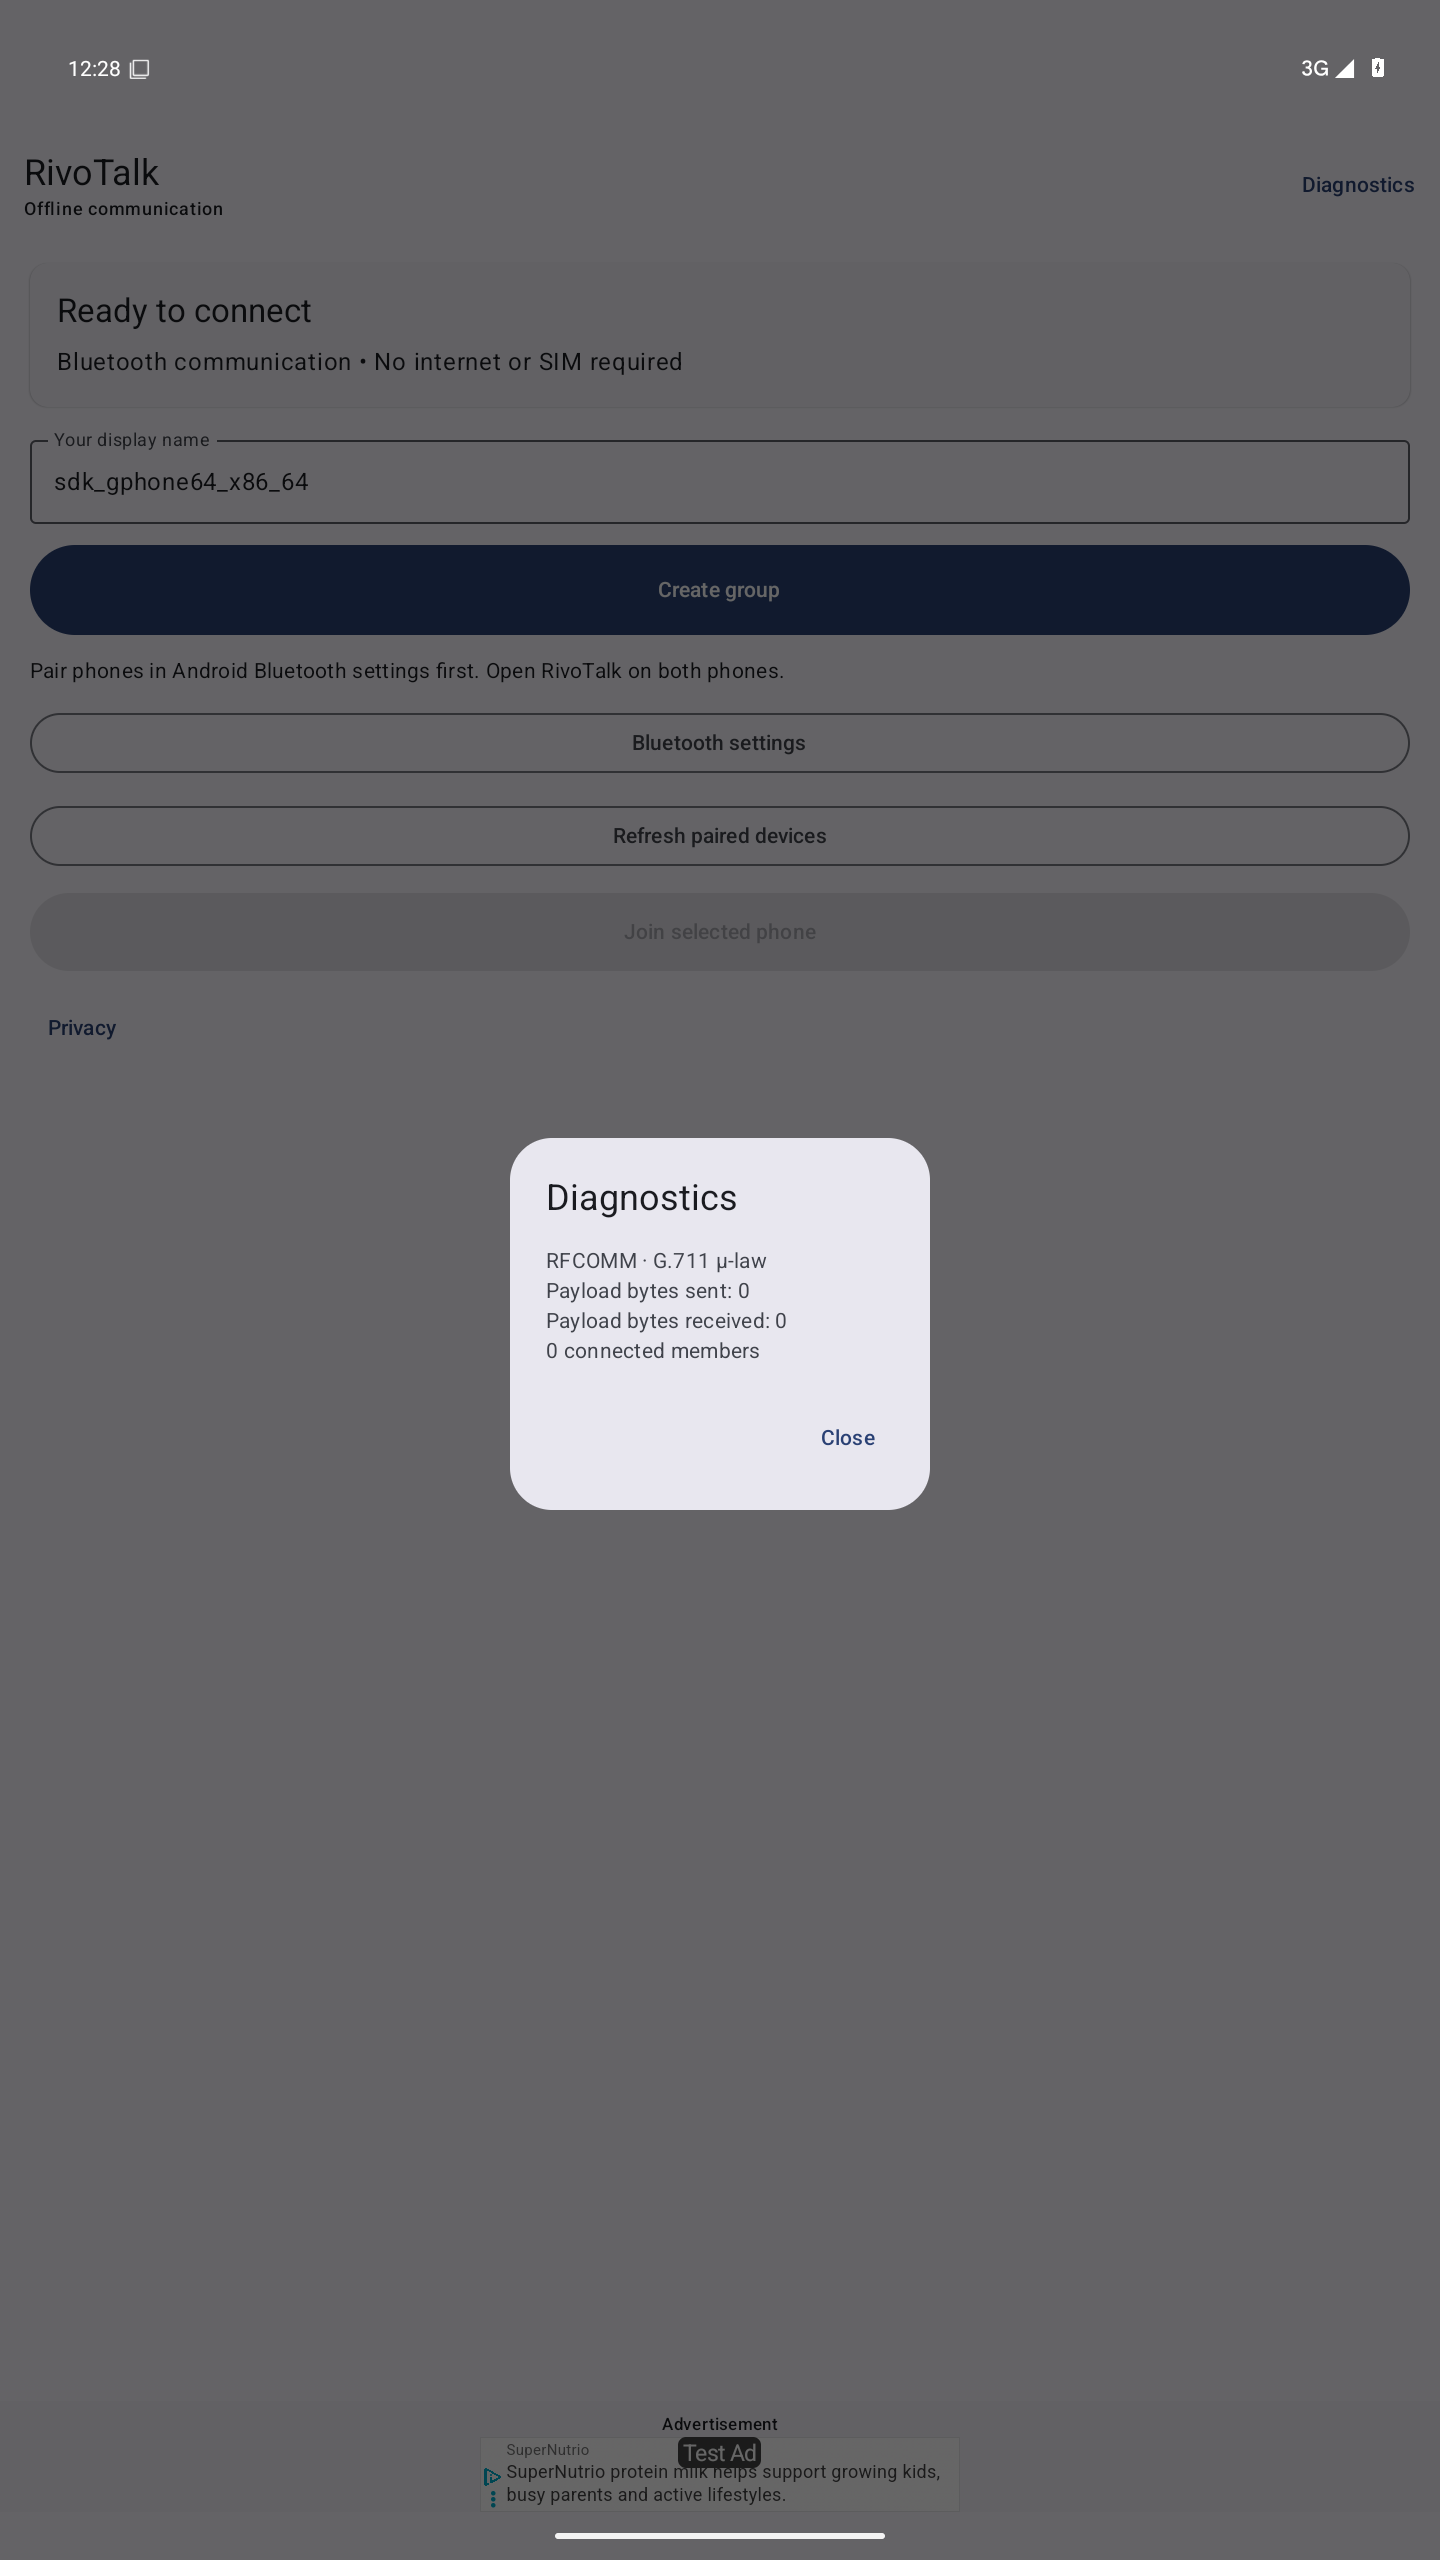 12:28
3G
RivoTalk
Offline communication
Diagnostics
Ready to connect
Bluetooth communication • No internet or SIM required
Your display name
sdk_gphone64_x86_64
Create group
Pair phones in Android Bluetooth settings first. Open RivoTalk on both phones.
Bluetooth settings
Refresh paired devices
Join selected phone
Privacy
Diagnostics
RFCOMM · G.711 μ-law
Payload bytes sent: 0
Payload bytes received: 0
0 connected members
Close
Advertisement
SuperNutrio
Test Ad
SuperNutrio protein milk helps support growing kids,
busy parents and active lifestyles.